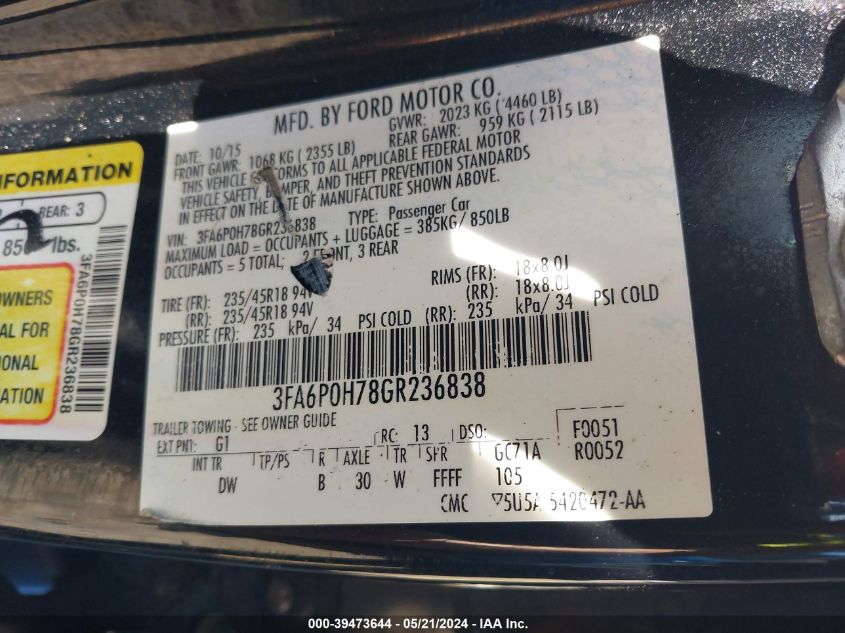 MFD. BY FORD MOTOR CO.
DATE: 10/15 GVWR: 2023 KG ( 4460 LB)
FRONT GAWR: 1068 KG ( 2355 LB) REAR GAWR: 959 KG ( 2115 LB)
THIS VEHICLE CONFORMS TO ALL APPLICABLE FEDERAL MOTOR
VEHICLE SAFETY, BUMPER, AND THEFT PREVENTION STANDARDS
IN EFFECT ON THE DATE OF MANUFACTURE SHOWN ABOVE.
VIN: 3FA6P0H78GR236838 TYPE: Passenger Car
MAXIMUM LOAD = OCCUPANTS + LUGGAGE = 385KG/ 850LB
OCCUPANTS = 5 TOTAL; 2 FRONT, 3 REAR
TIRE (FR): 235/45R18 94V RIMS (FR): 18x8.0J
(RR): 235/45R18 94V (RR): 18x8.0J
PRESSURE (FR): 235 kPa/ 34 PSI COLD (RR): 235 kPa/ 34 PSI COLD
3FA6P0H78GR236838
TRAILER TOWING - SEE OWNER GUIDE
EXT PNT: G1 RC: 13 DSO: F0051
INT TR TP/PS R AXLE TR SPR GC71A R0052
DW B 30 W FFFF 105
CMC 5U5A 5420472-AA
INFORMATION
REAR: 3
850 lbs.
OWNERS
AL FOR
IONAL
ATION
3FA6P0H78GR236838
000-39473644 — 05/21/2024 — IAA Inc.